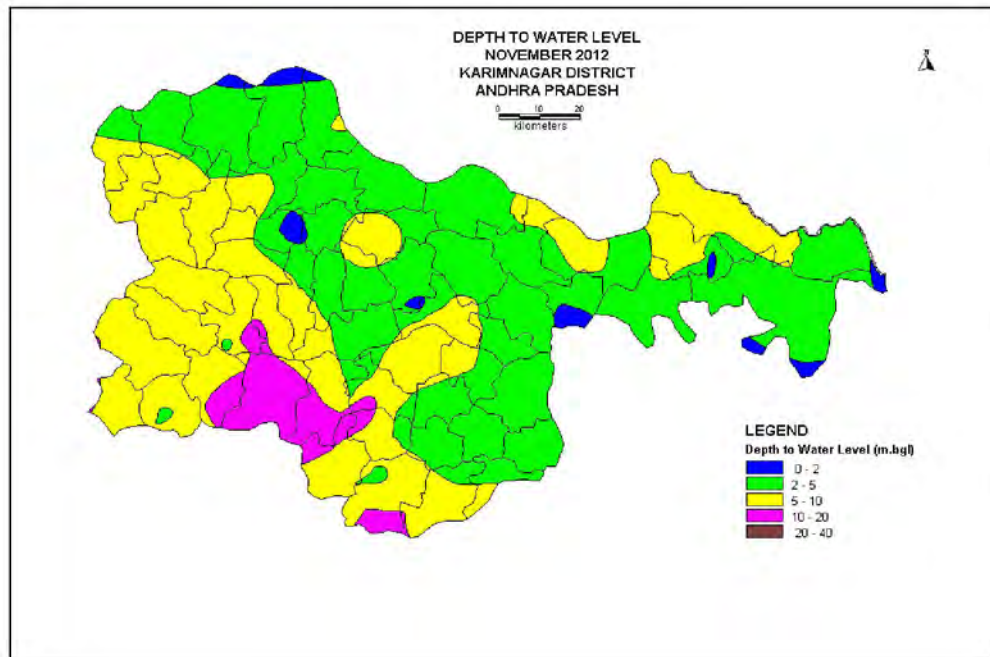 DEPTH TO WATER LEVEL
NOVEMBER 2012
KARIMNAGAR DISTRICT
ANDHRA PRADESH
0 10 20
kilometers
N
LEGEND
Depth to Water Level (m.bgl)
0 - 2
2 - 5
5 - 10
10 - 20
20 - 40